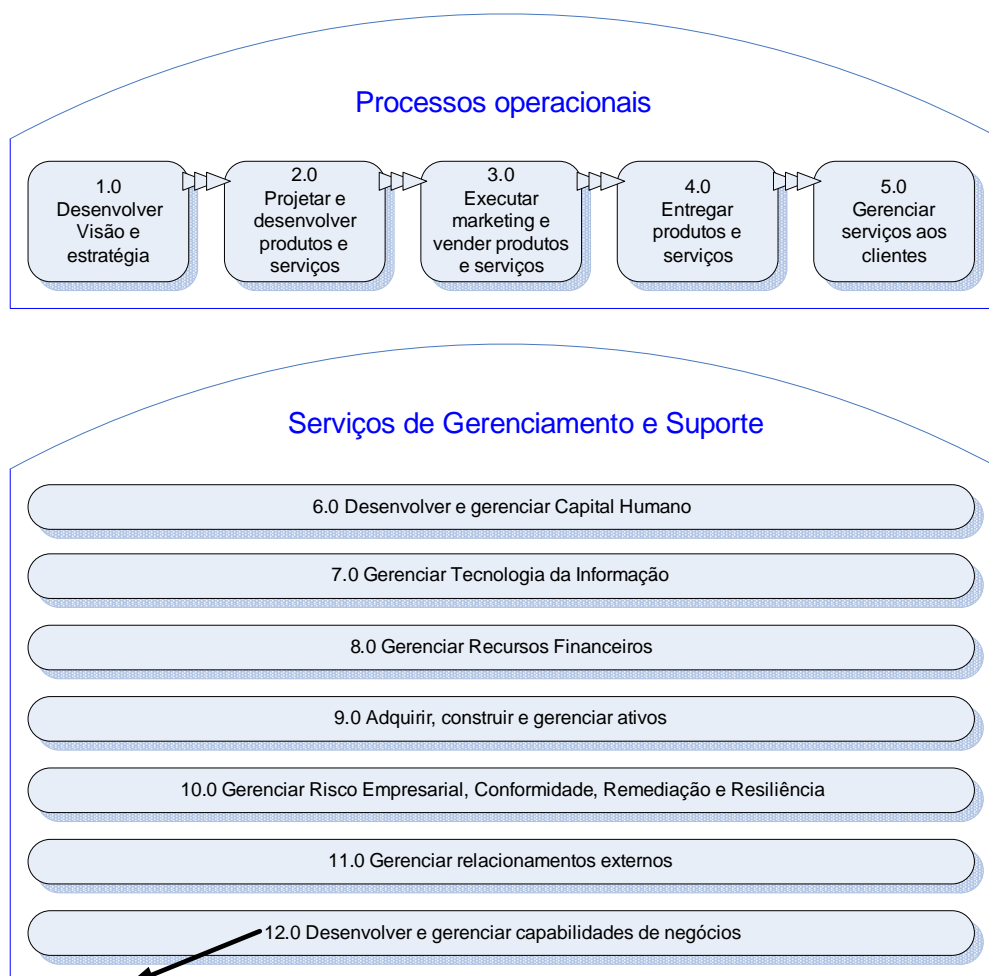 Processos operacionais
1.0
Desenvolver
Visão e
estratégia
2.0
Projetar e
desenvolver
produtos e
serviços
3.0
Executar
marketing e
vender produtos
e serviços
4.0
Entregar
produtos e
serviços
5.0
Gerenciar
serviços aos
clientes
Serviços de Gerenciamento e Suporte
6.0 Desenvolver e gerenciar Capital Humano
7.0 Gerenciar Tecnologia da Informação
8.0 Gerenciar Recursos Financeiros
9.0 Adquirir, construir e gerenciar ativos
10.0 Gerenciar Risco Empresarial, Conformidade, Remediação e Resiliência
11.0 Gerenciar relacionamentos externos
12.0 Desenvolver e gerenciar capabilidades de negócios